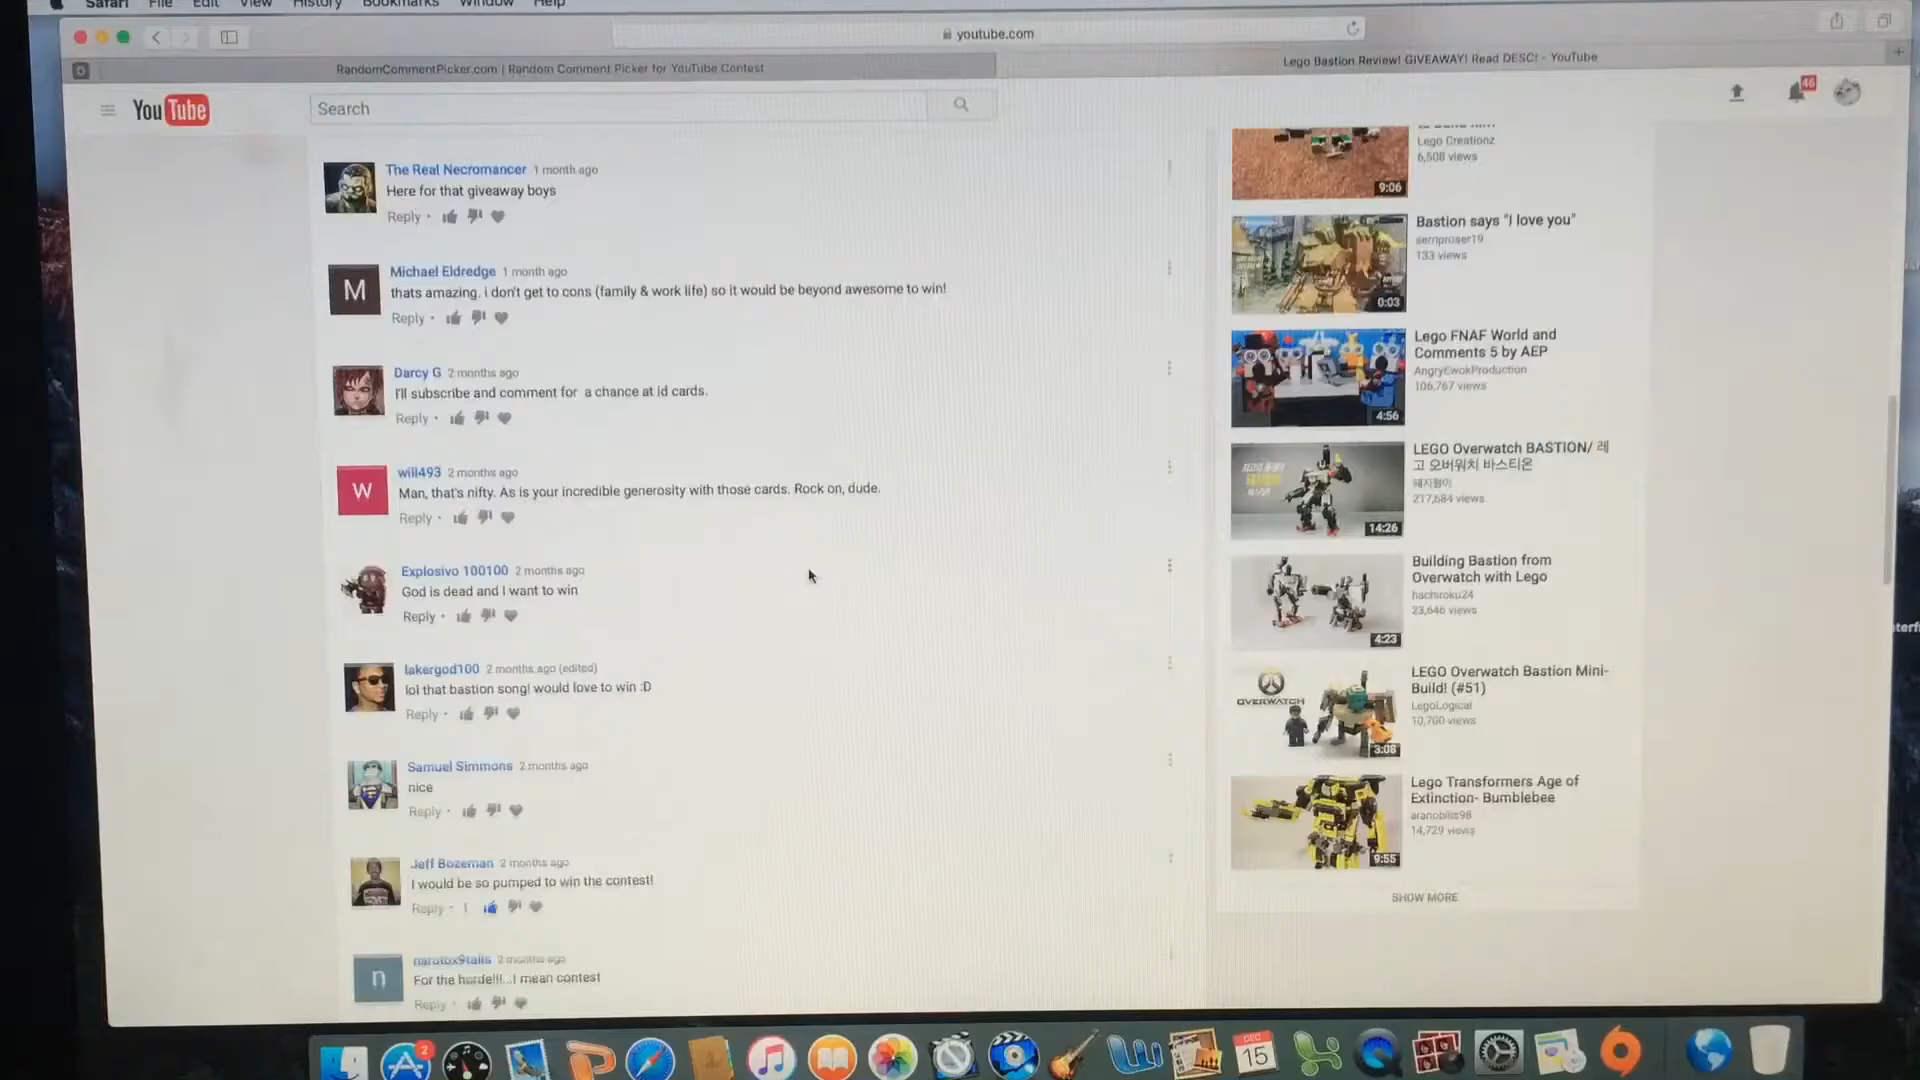 Safari File Edit View History Bookmarks Window Help
youtube.com
RandomCommentPicker.com | Random Comment Picker for YouTube Contest
Lego Bastion Review! GIVEAWAY! Read DESC! - YouTube
YouTube
Search
46
The Real Necromancer 1 month ago
Here for that giveaway boys
Reply
M
Michael Eldredge 1 month ago
thats amazing. i don't get to cons (family & work life) so it would be beyond awesome to win!
Reply
Darcy G 2 months ago
I'll subscribe and comment for a chance at id cards.
Reply
W
will493 2 months ago
Man, that's nifty. As is your incredible generosity with those cards. Rock on, dude.
Reply
Explosivo 100100 2 months ago
God is dead and I want to win
Reply
lakergod100 2 months ago (edited)
lol that bastion song! would love to win :D
Reply
Samuel Simmons 2 months ago
nice
Reply
Jeff Bozeman 2 months ago
I would be so pumped to win the contest!
Reply 1
n
narutox9tails 2 months ago
For the horde!!!...I mean contest
Reply
Lego Creationz
6,508 views
9:06
Bastion says "I love you"
semproser19
133 views
0:03
Lego FNAF World and
Comments 5 by AEP
AngryEwokProduction
106,767 views
4:56
LEGO Overwatch BASTION/ 레
고 오버워치 바스티온
217,684 views
14:26
Building Bastion from
Overwatch with Lego
hachiroku24
23,646 views
4:23
LEGO Overwatch Bastion Mini-
Build! (#51)
LegoLogical
10,700 views
OVERWATCH
3:08
Lego Transformers Age of
Extinction- Bumblebee
aranobilis98
14,729 views
9:55
SHOW MORE
2
DEC
15